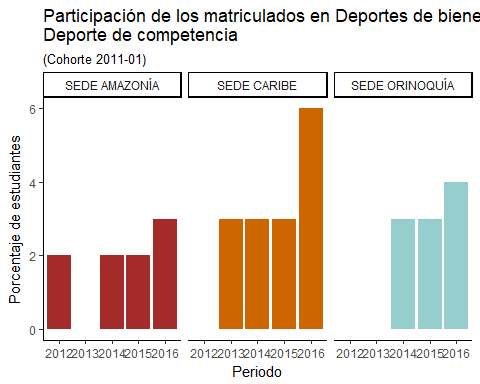 Participación de los matriculados en Deportes de biene
Deporte de competencia
(Cohorte 2011-01)
SEDE AMAZONÍA SEDE CARIBE SEDE ORINOQUÍA
6
4
2
0
Porcentaje de estudiantes
2012 2013 2014 2015 2016 2012 2013 2014 2015 2016 2012 2013 2014 2015 2016
Periodo